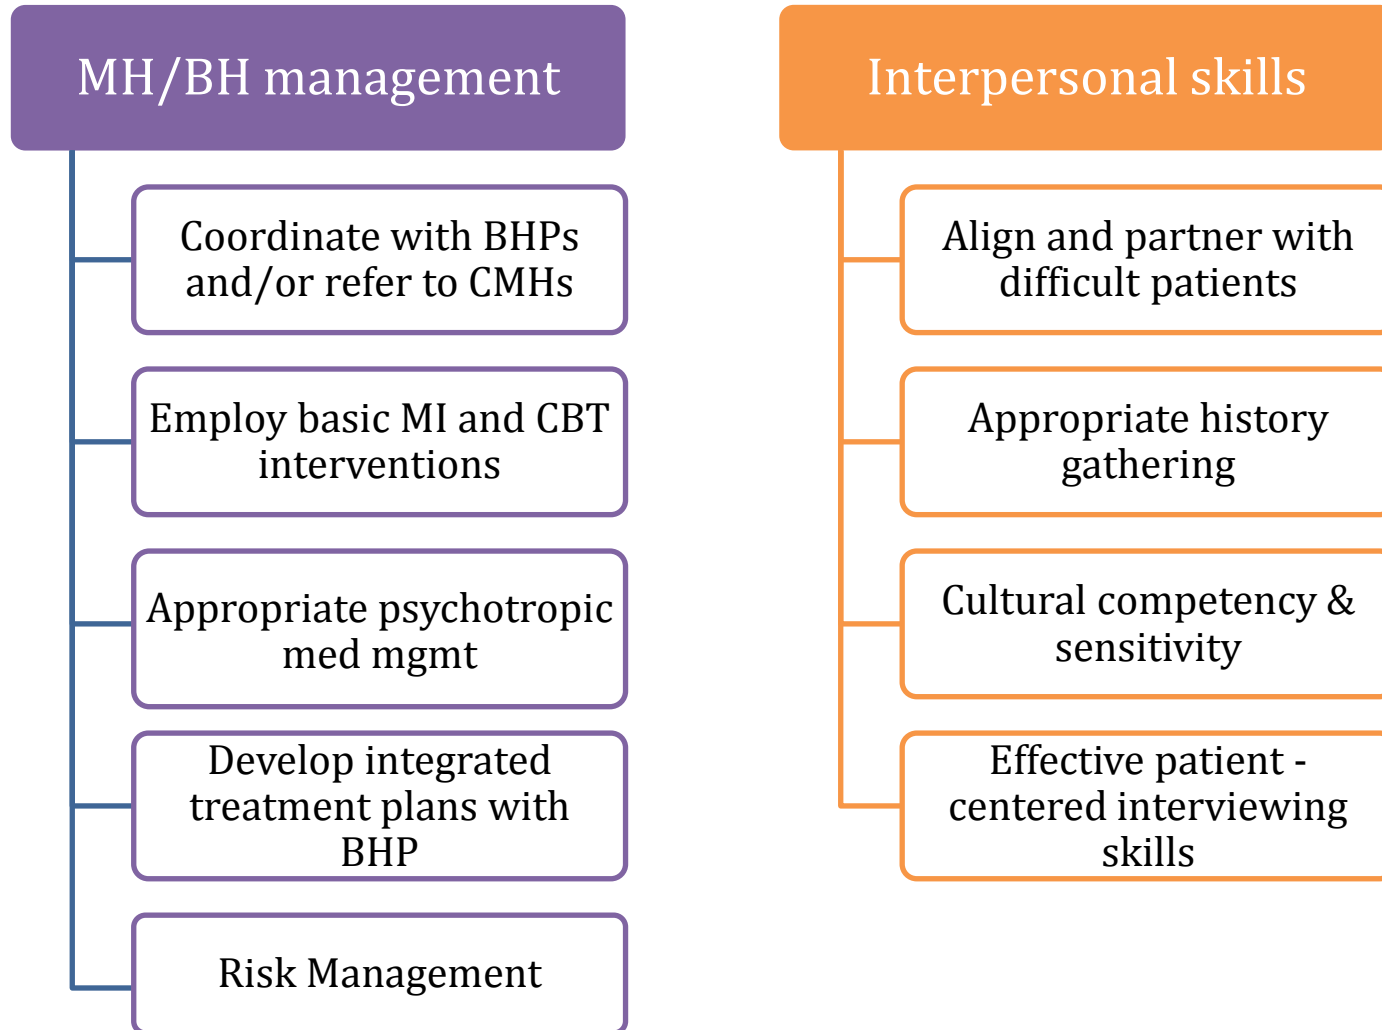 MH/BH management
Coordinate with BHPs
and/or refer to CMHs
Employ basic MI and CBT
interventions
Appropriate psychotropic
med mgmt
Develop integrated
treatment plans with
BHP
Risk Management
Interpersonal skills
Align and partner with
difficult patients
Appropriate history
gathering
Cultural competency &
sensitivity
Effective patient -
centered interviewing
skills